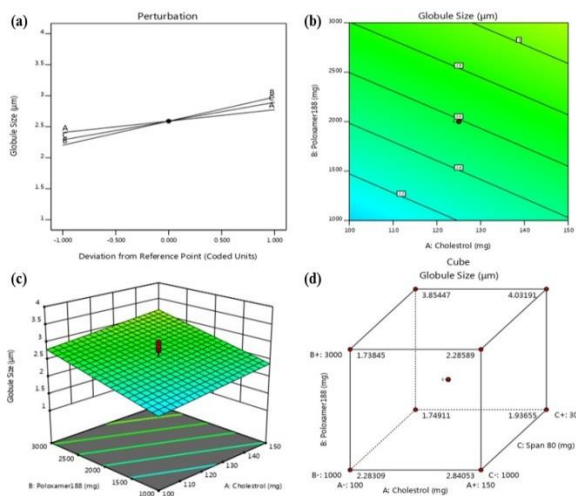 (a)
Perturbation
Globule Size (µm)
4
3.5
3
2.5
2
1.5
1
A
B
B
A
-1.000
-0.500
0.000
0.500
1.000
Deviation from Reference Point (Coded Units)
(b)
Globule Size (µm)
B: Poloxamer188 (mg)
3000
2500
2000
1500
1000
100
110
120
130
140
150
A: Cholestrol (mg)
(c)
Globule Size (µm)
4
3.5
3
2.5
2
1.5
1
3000
2500
2000
1500
1000
B: Poloxamer188 (mg)
100
110
120
130
140
150
A: Cholestrol (mg)
(d)
Cube
Globule Size (µm)
3.85447
4.03191
B+: 3000
1.73845
2.28589
B: Poloxamer188 (mg)
1.74911
1.93655
C+: 30
C: Span 80 (mg)
B-: 1000
2.28309
2.84053
C-: 1000
A-: 100
A+: 150
A: Cholestrol (mg)